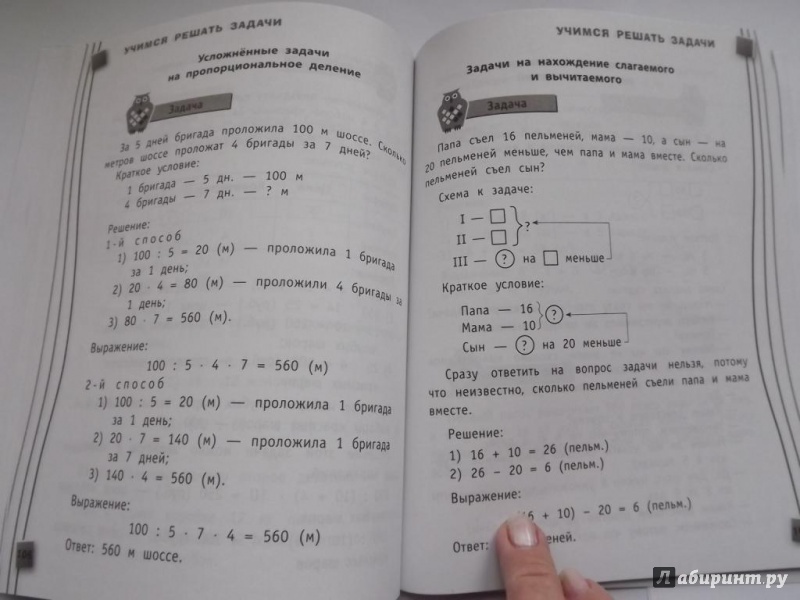 УЧИМСЯ РЕШАТЬ ЗАДАЧИ
Усложнённые задачи
на пропорциональное деление
Задача
За 5 дней бригада проложила 100 м шоссе. Сколько
метров шоссе проложат 4 бригады за 7 дней?
Краткое условие:
1 бригада — 5 дн. — 100 м
4 бригады — 7 дн. — ? м
Решение:
1-й способ
1) 100 : 5 = 20 (м) — проложила 1 бригада
за 1 день;
2) 20 · 4 = 80 (м) — проложили 4 бригады за
1 день;
3) 80 · 7 = 560 (м).
Выражение:
100 : 5 · 4 · 7 = 560 (м)
2-й способ
1) 100 : 5 = 20 (м) — проложила 1 бригада
за 1 день;
2) 20 · 7 = 140 (м) — проложила 1 бригада
за 7 дней;
3) 140 · 4 = 560 (м).
Выражение:
100 : 5 · 7 · 4 = 560 (м)
Ответ: 560 м шоссе.
УЧИМСЯ РЕШАТЬ ЗАДАЧИ
Задачи на нахождение слагаемого
и вычитаемого
Задача
Папа съел 16 пельменей, мама — 10, а сын — на
20 пельменей меньше, чем папа и мама вместе. Сколько
пельменей съел сын?
Схема к задаче:
I — ?
II —
III — ? на меньше
Краткое условие:
Папа — 16 ?
Мама — 10
Сын — ? на 20 меньше
Сразу ответить на вопрос задачи нельзя, потому
что неизвестно, сколько пельменей съели папа и мама
вместе.
Решение:
1) 16 + 10 = 26 (пельм.)
2) 26 – 20 = 6 (пельм.)
Выражение:
6 + 10) – 20 = 6 (пельм.)
Ответ: еней.
Лабиринт.ру